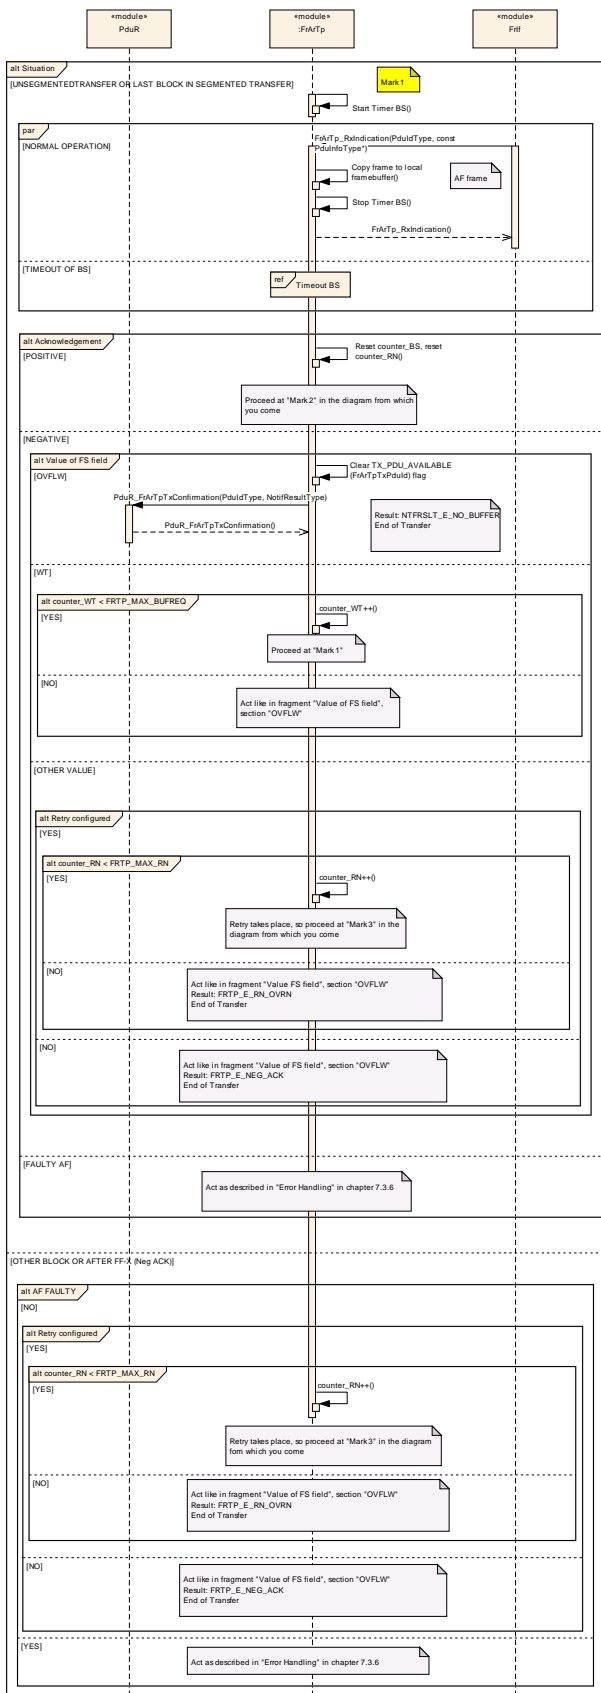 «module»
PduR
«module»
:FrArTp
«module»
FrIf
alt Situation
[UNSEGMENTEDTRANSFER OR LAST BLOCK IN SEGMENTED TRANSFER]
Mark1
Start Timer BS()
par
[NORMAL OPERATION]
FrArTp_RxIndication(PduIdType, const
PduInfoType*)
Copy frame to local
framebuffer()
AF frame
Stop Timer BS()
FrArTp_RxIndication()
[TIMEOUT OF BS]
ref
Timeout BS
alt Acknowledgement
[POSITIVE]
Reset counter_BS, reset
counter_RN()
Proceed at "Mark2" in the diagram from which
you come
[NEGATIVE]
alt Value of FS field
[OVFLW]
Clear TX_PDU_AVAILABLE
(FrArTpTxPduId) flag
PduR_FrArTpTxConfirmation(PduIdType, NotifResultType)
Result: NTFRSLT_E_NO_BUFFER
End of Transfer
PduR_FrArTpTxConfirmation()
[WT]
alt counter_WT < FRTP_MAX_BUFREQ
[YES]
counter_WT++()
Proceed at "Mark1"
[NO]
Act like in fragment "Value of FS field",
section "OVFLW"
[OTHER VALUE]
alt Retry configured
[YES]
alt counter_RN < FRTP_MAX_RN
[YES]
counter_RN++()
Retry takes place, so proceed at "Mark3" in the
diagram from which you come
[NO]
Act like in fragment "Value FS field", section "OVFLW"
Result: FRTP_E_RN_OVRN
End of Transfer
[NO]
Act like in fragment "Value of FS field", section "OVFLW"
Result: FRTP_E_NEG_ACK
End of Transfer
[FAULTY AF]
Act as described in "Error Handling" in chapter 7.3.6
[OTHER BLOCK OR AFTER FF-X (Neg ACK)]
alt AF FAULTY
[NO]
alt Retry configured
[YES]
alt counter_RN < FRTP_MAX_RN
[YES]
counter_RN++()
Retry takes place, so proceed at "Mark3" in the diagram
fom which you come
[NO]
Act like in fragment "Value of FS field", section "OVFLW"
Result: FRTP_E_RN_OVRN
End of Transfer
[NO]
Act like in fragment "Value of FS field", section "OVFLW"
Result: FRTP_E_NEG_ACK
End of Transfer
[YES]
Act as described in "Error Handling" in chapter 7.3.6